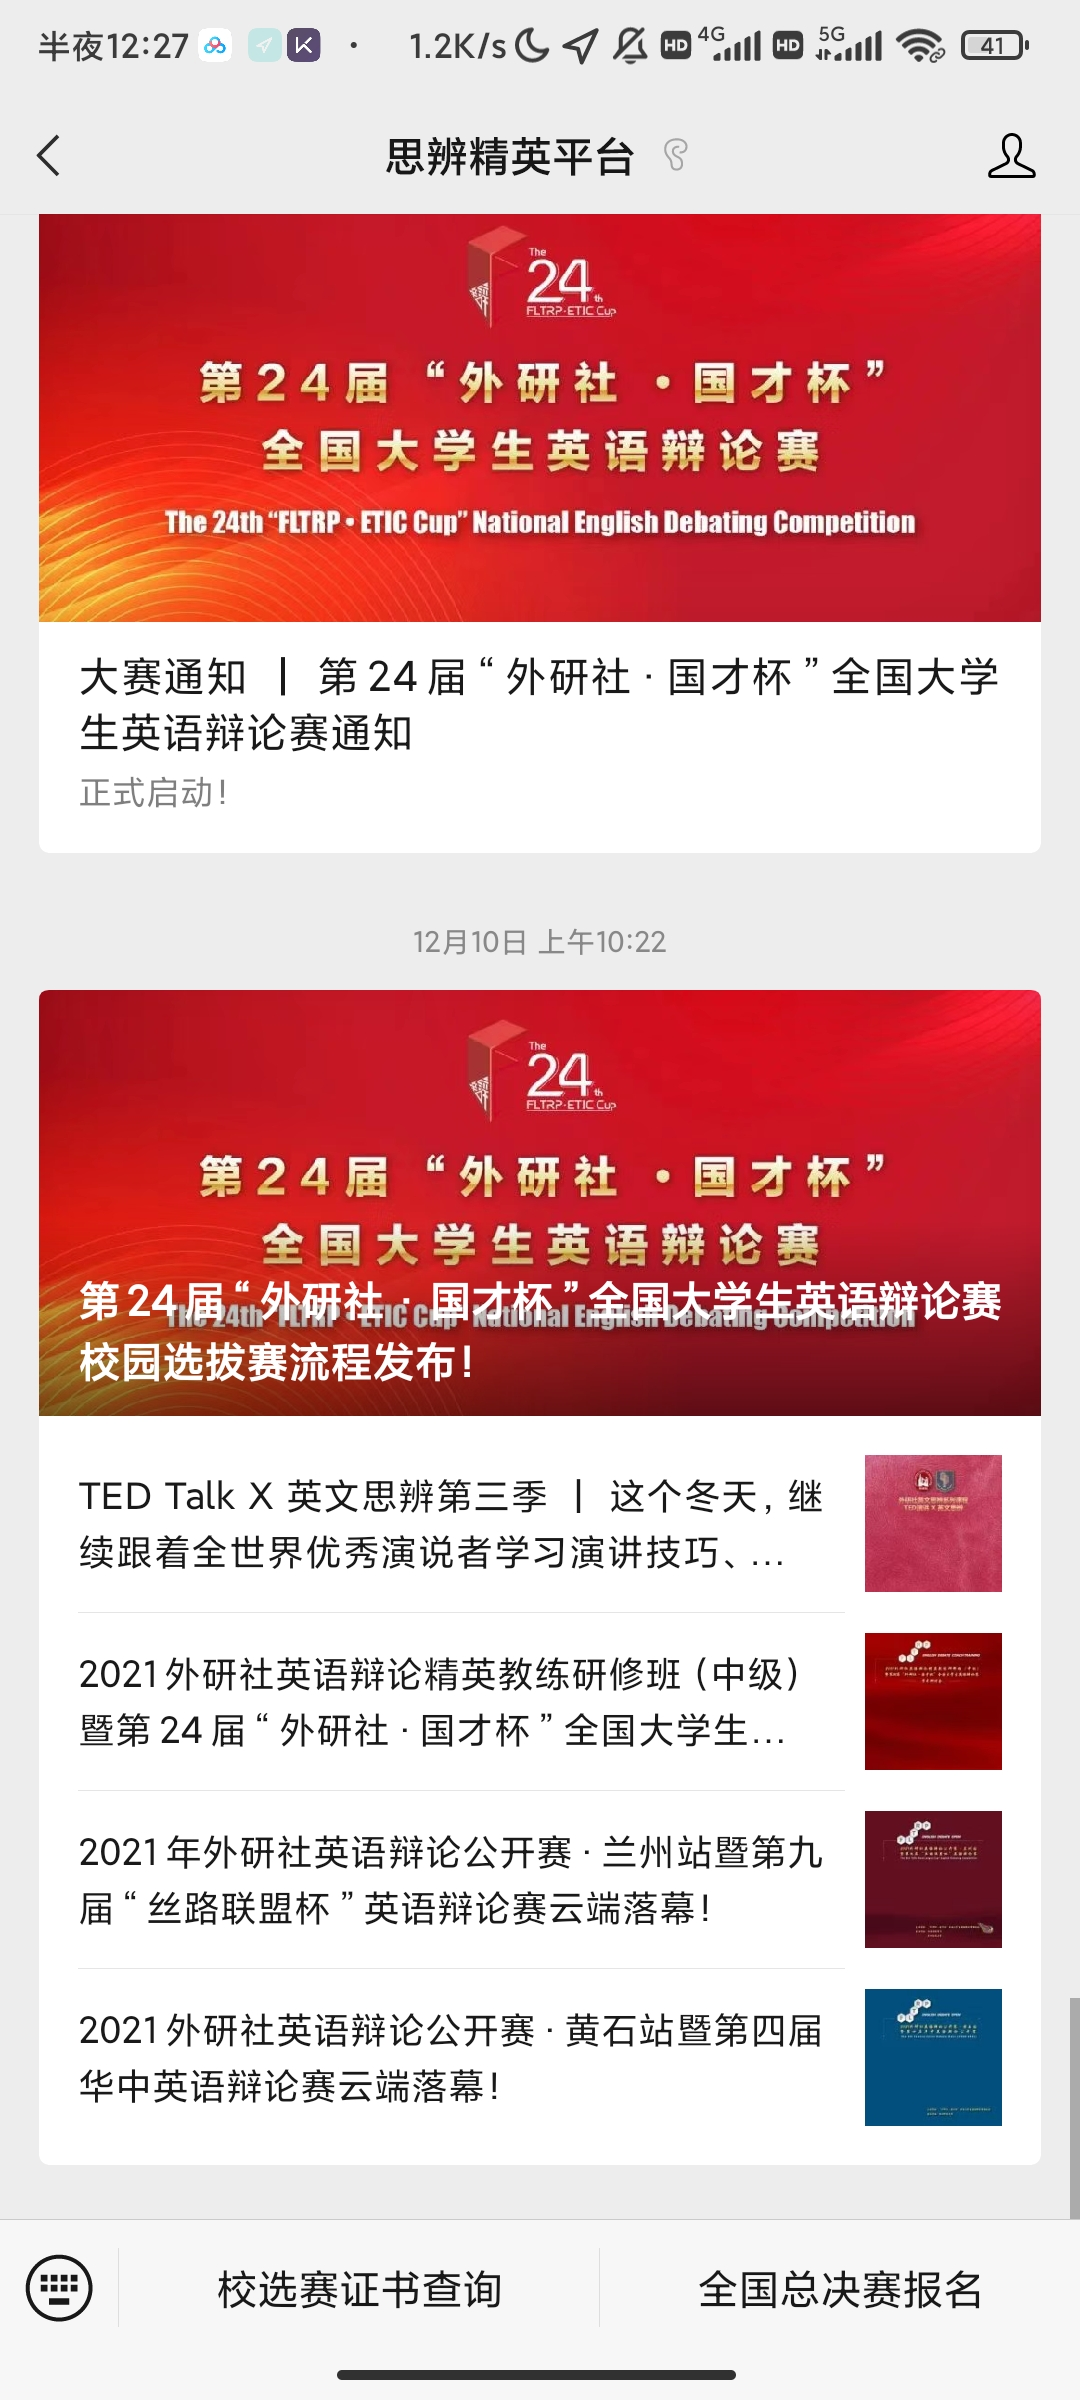 半夜12:27
1.2K/s
HD
4G
HD
5G
41
思辨精英平台
The
24th
FLTRP·ETIC Cup
第24届“外研社·国才杯”
全国大学生英语辩论赛
The 24th “FLTRP • ETIC Cup” National English Debating Competition
大赛通知 | 第24届“外研社·国才杯”全国大学
生英语辩论赛通知
正式启动!
12月10日 上午10:22
The
24th
FLTRP·ETIC Cup
第24届“外研社·国才杯”
全国大学生英语辩论赛
The 24th “FLTRP • ETIC Cup” National English Debating Competition
第24届“外研社·国才杯”全国大学生英语辩论赛
校园选拔赛流程发布!
TED Talk X 英文思辨第三季 | 这个冬天, 继
续跟着全世界优秀演说者学习演讲技巧、...
2021外研社英语辩论精英教练研修班 (中级)
暨第24届“外研社·国才杯”全国大学生...
2021年外研社英语辩论公开赛·兰州站暨第九
届“丝路联盟杯”英语辩论赛云端落幕!
2021外研社英语辩论公开赛·黄石站暨第四届
华中英语辩论赛云端落幕!
校选赛证书查询
全国总决赛报名